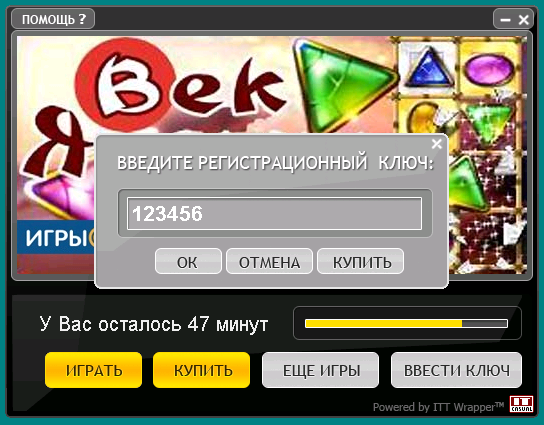 ПОМОЩЬ ?
Век
Я
ВВЕДИТЕ РЕГИСТРАЦИОННЫЙ КЛЮЧ:
123456
ИГРЫ
ОК ОТМЕНА КУПИТЬ
У Вас осталось 47 минут
ИГРАТЬ КУПИТЬ ЕЩЕ ИГРЫ ВВЕСТИ КЛЮЧ
Powered by ITT Wrapper™
ITT
CASUAL